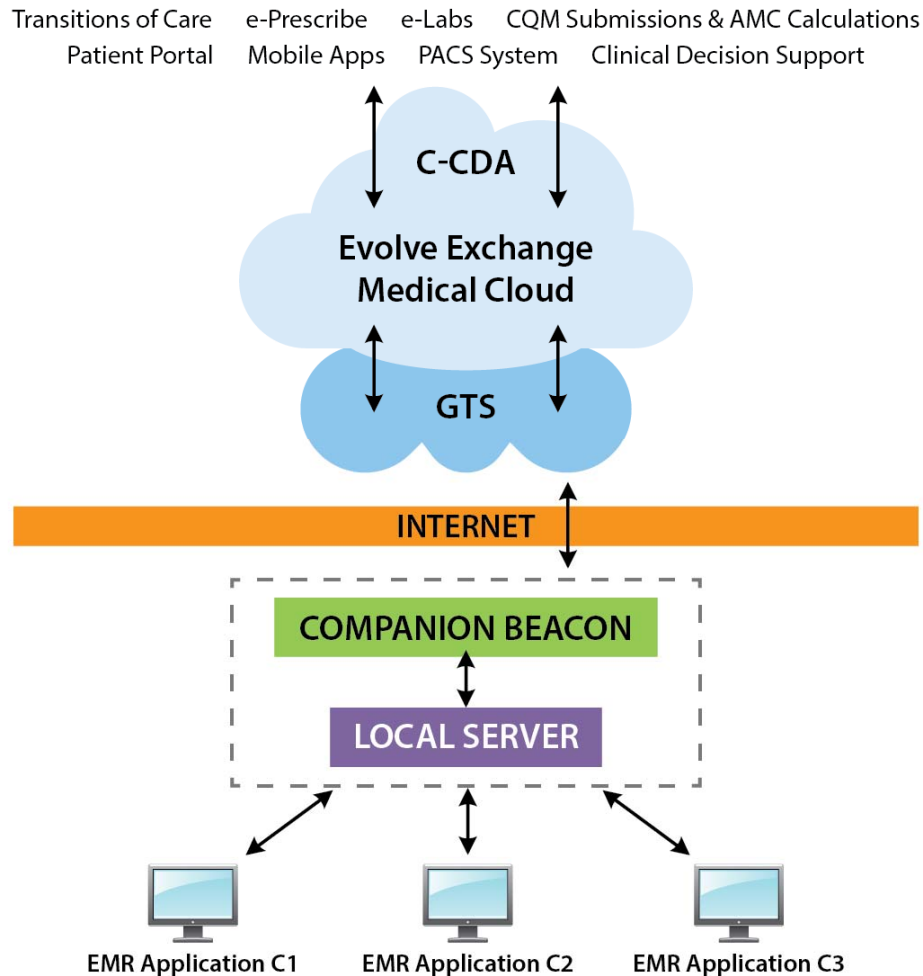 Transitions of Care e-Prescribe e-Labs CQM Submissions & AMC Calculations
Patient Portal Mobile Apps PACS System Clinical Decision Support
C-CDA
Evolve Exchange
Medical Cloud
GTS
INTERNET
COMPANION BEACON
LOCAL SERVER
EMR Application C1 EMR Application C2 EMR Application C3